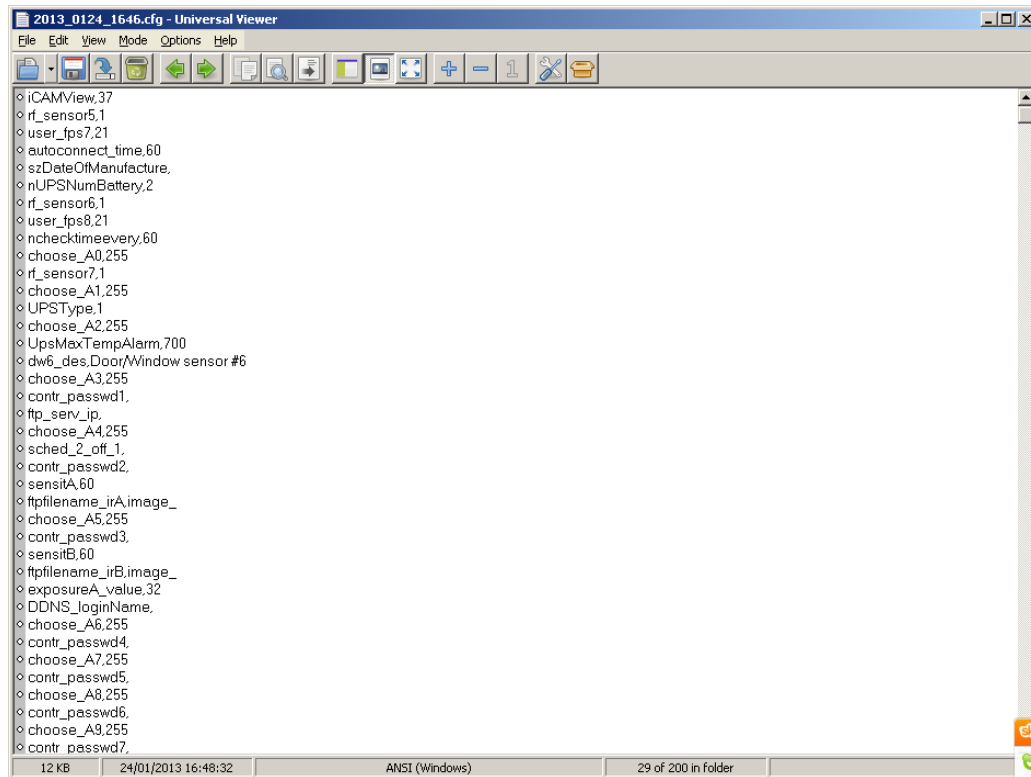 2013_0124_1646.cfg - Universal Viewer
File Edit View Mode Options Help
1
iCAMView,37
rf_sensor5,1
user_fps7,21
autoconnect_time,60
szDateOfManufacture,
nUPSNumBattery,2
rf_sensor6,1
user_fps8,21
nchecktimeevery,60
choose_A0,255
rf_sensor7,1
choose_A1,255
UPSType,1
choose_A2,255
UpsMaxTempAlarm,700
dw6_des,Door/Window sensor #6
choose_A3,255
contr_passwd1,
ftp_serv_ip,
choose_A4,255
sched_2_off_1,
contr_passwd2,
sensitA,60
ftpfilename_irA,image_
choose_A5,255
contr_passwd3,
sensitB,60
ftpfilename_irB,image_
exposureA_value,32
DDNS_loginName,
choose_A6,255
contr_passwd4,
choose_A7,255
contr_passwd5,
choose_A8,255
contr_passwd6,
choose_A9,255
contr_passwd7,
12 KB 24/01/2013 16:48:32 ANSI (Windows) 29 of 200 in folder